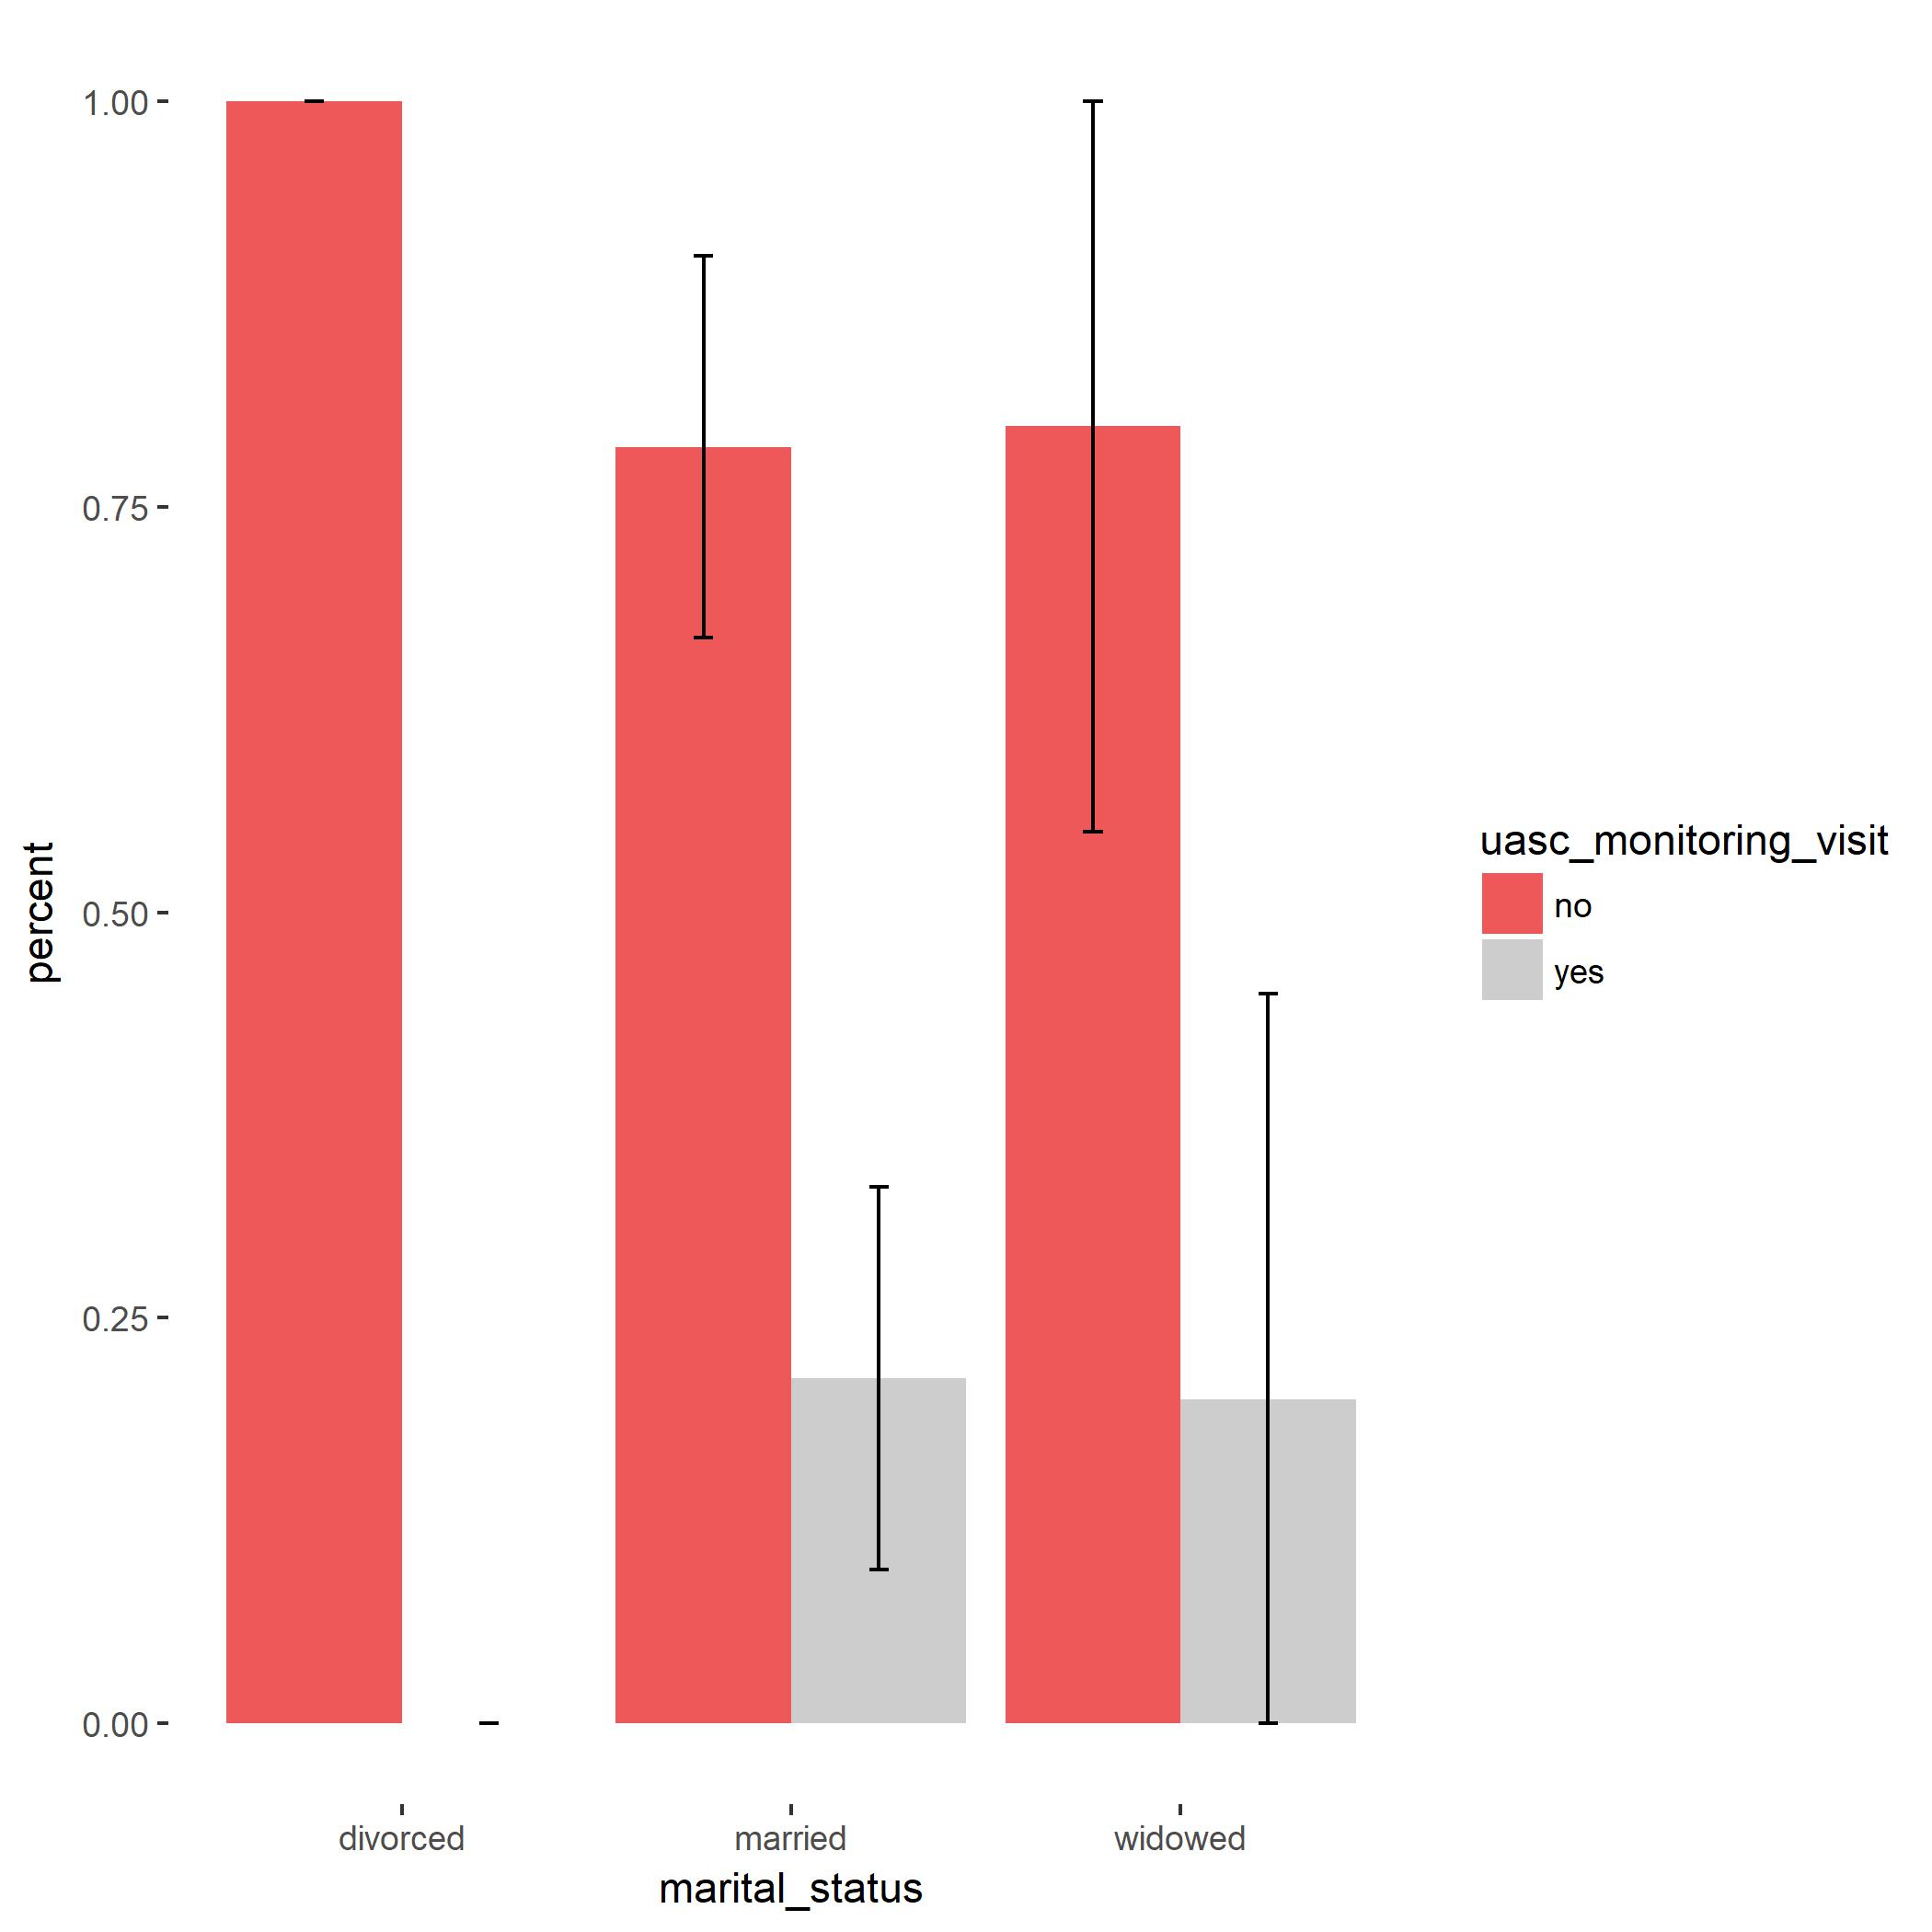 percent
1.00
0.75
0.50
0.25
0.00
divorced
married
widowed
marital_status
uasc_monitoring_visit
no
yes